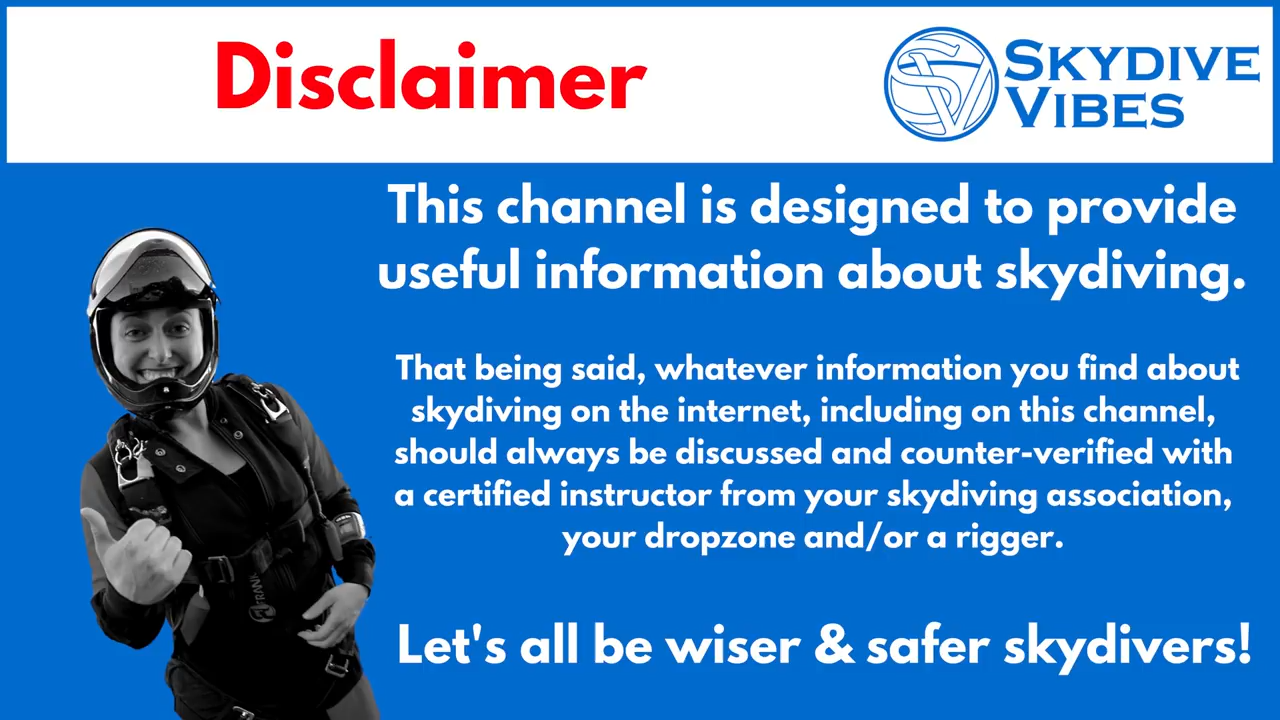 Disclaimer
SKYDIVE
VIBES
This channel is designed to provide
useful information about skydiving.
That being said, whatever information you find about
skydiving on the internet, including on this channel,
should always be discussed and counter-verified with
a certified instructor from your skydiving association,
your dropzone and/or a rigger.
Let's all be wiser & safer skydivers!